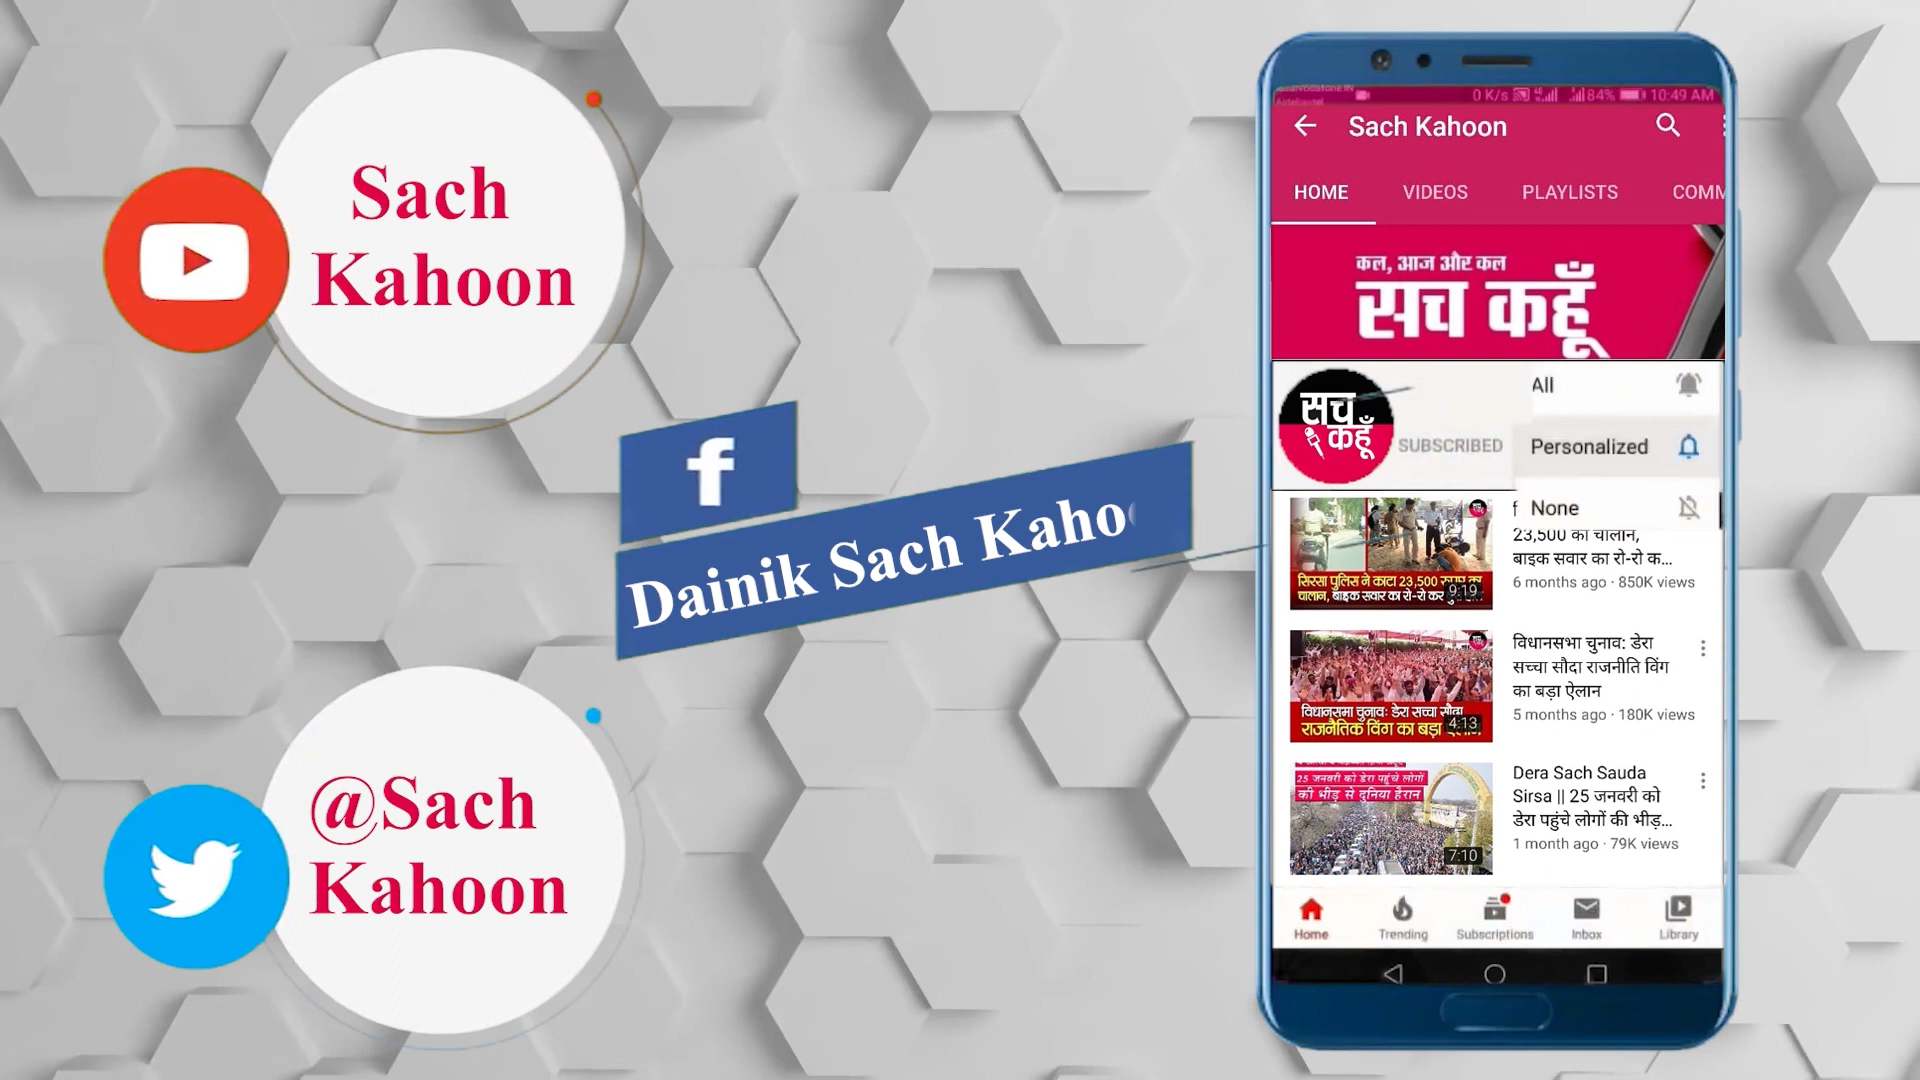 Sach
Kahoon
f
Dainik Sach Kaho
@Sach
Kahoon
0 K/s 84% 10:49 AM
Sach Kahoon
HOME VIDEOS PLAYLISTS COMM
कल, आज और कल
सच कहूँ
सच
कहूँ
SUBSCRIBED
All
Personalized
None
सिरसा पुलिस ने काटा 23,500
चालान, बाइक सवार का रो-रो कर
9:19
23,500 का चालान,
बाइक सवार का रो-रो क...
6 months ago · 850K views
विधानसभा चुनाव: डेरा सच्चा सौदा
राजनैतिक विंग का बड़ा ऐलान
4:13
विधानसभा चुनाव: डेरा
सच्चा सौदा राजनीति विंग
का बड़ा ऐलान
5 months ago · 180K views
25 जनवरी को डेरा पहुंचे लोगों
की भीड़ से दुनिया हैरान
7:10
Dera Sach Sauda
Sirsa || 25 जनवरी को
डेरा पहुंचे लोगों की भीड़...
1 month ago · 79K views
Home Trending Subscriptions Inbox Library